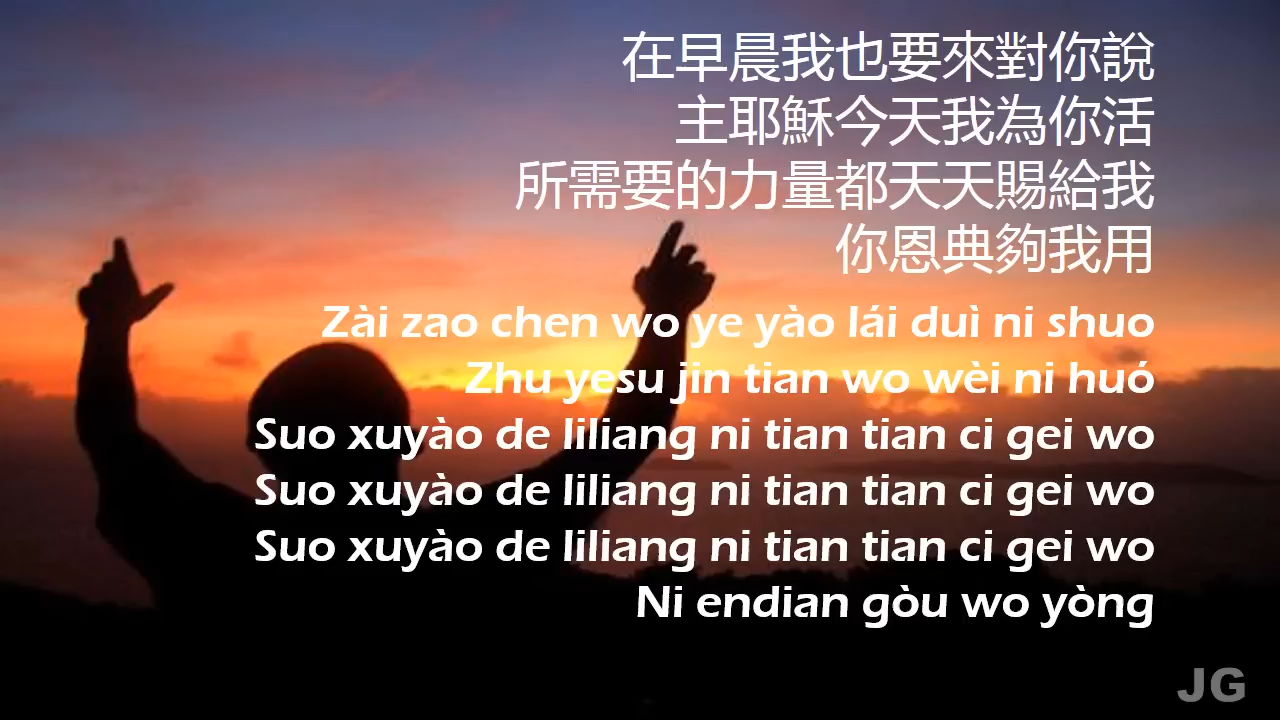 在早晨我也要來對你說
主耶穌今天我為你活
所需要的力量都天天賜給我
你恩典夠我用
Zài zao chen wo ye yào lái duì ni shuo
Zhu yesu jin tian wo wèi ni huó
Suo xuyào de liliang ni tian tian ci gei wo
Suo xuyào de liliang ni tian tian ci gei wo
Suo xuyào de liliang ni tian tian ci gei wo
Ni endian gòu wo yòng
JG